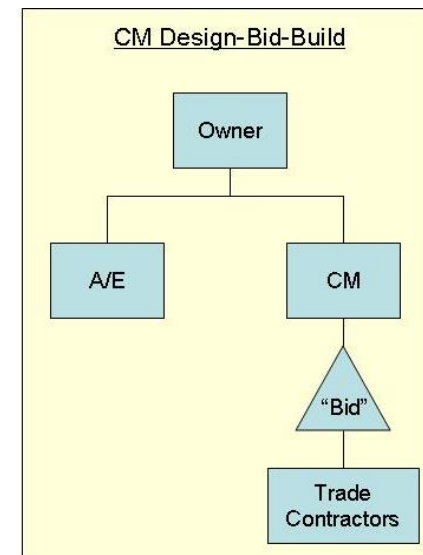 CM Design-Bid-Build
Owner
A/E
CM
“Bid”
Trade
Contractors